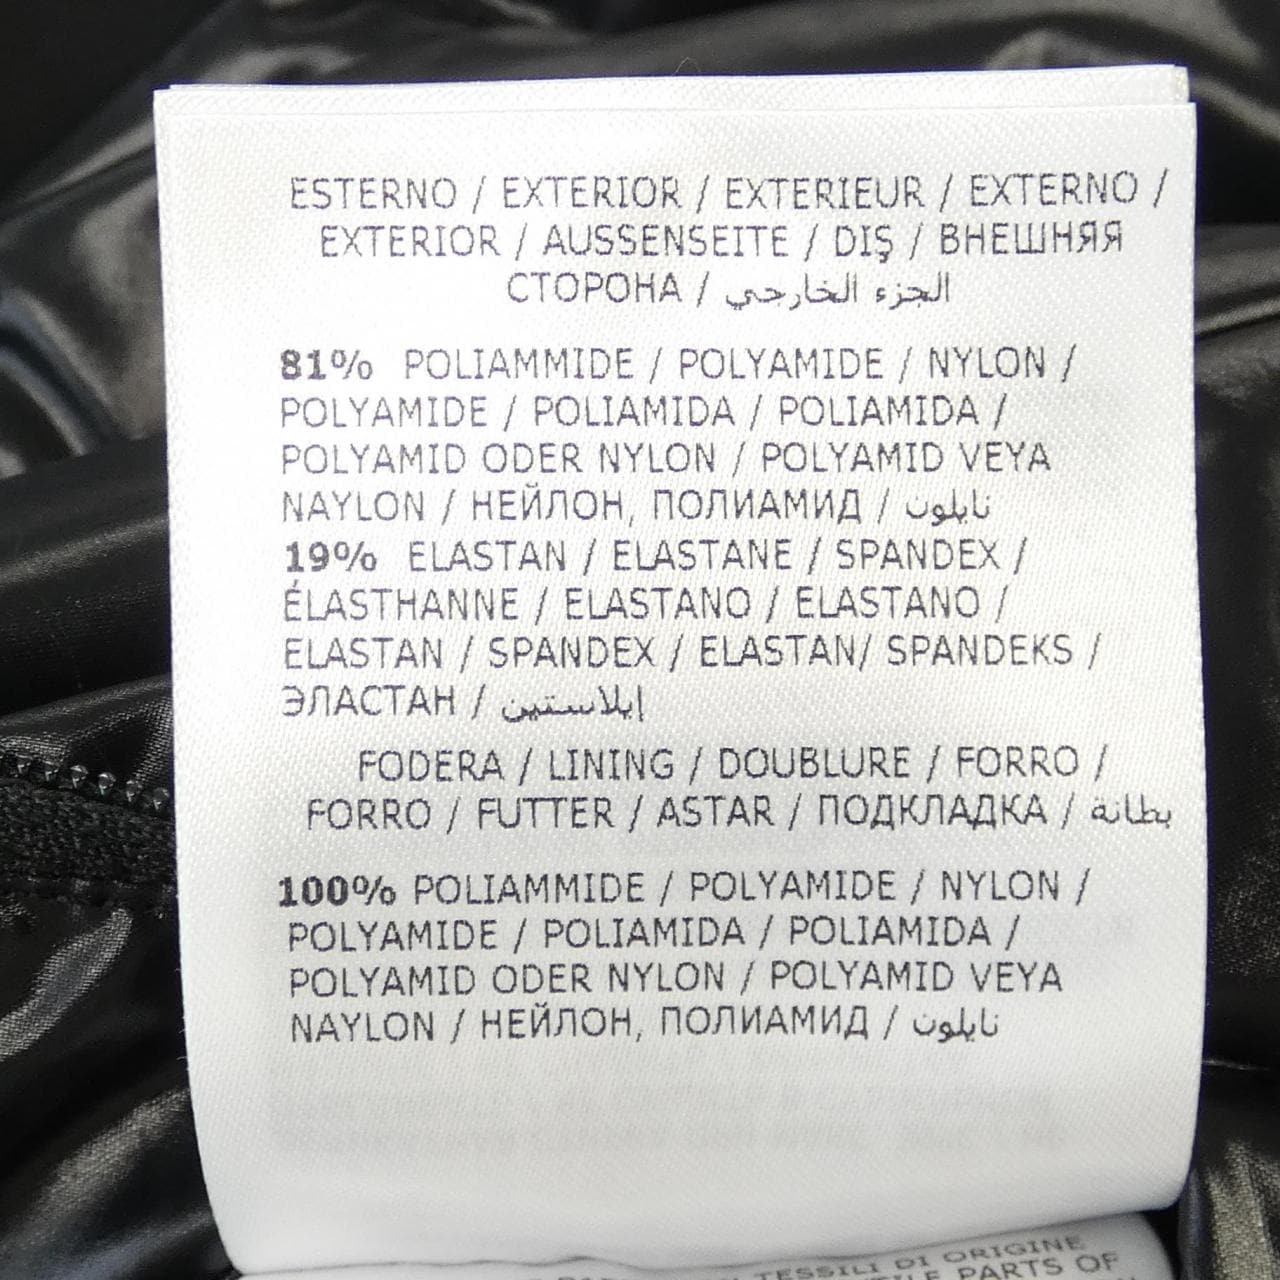 ESTERNO / EXTERIOR / EXTERIEUR / EXTERNO /
EXTERIOR / AUSSENSEITE / DIŞ / ВНЕШНЯЯ
СТОРОНА / الجزء الخارجي
81% POLIAMMIDE / POLYAMIDE / NYLON /
POLYAMIDE / POLIAMIDA / POLIAMIDA /
POLYAMID ODER NYLON / POLYAMID VEYA
NAYLON / НЕЙЛОН, ПОЛИАМИД / نايلون
19% ELASTAN / ELASTANE / SPANDEX /
ÉLASTHANNE / ELASTANO / ELASTANO /
ELASTAN / SPANDEX / ELASTAN/ SPANDEKS /
ЭЛАСТАН / إيلاستين
FODERA / LINING / DOUBLURE / FORRO /
FORRO / FUTTER / ASTAR / ПОДКЛАДКА / بطانة
100% POLIAMMIDE / POLYAMIDE / NYLON /
POLYAMIDE / POLIAMIDA / POLIAMIDA /
POLYAMID ODER NYLON / POLYAMID VEYA
NAYLON / НЕЙЛОН, ПОЛИАМИД / نايلون
TESSILI DI ORIGINE
PARTS OF